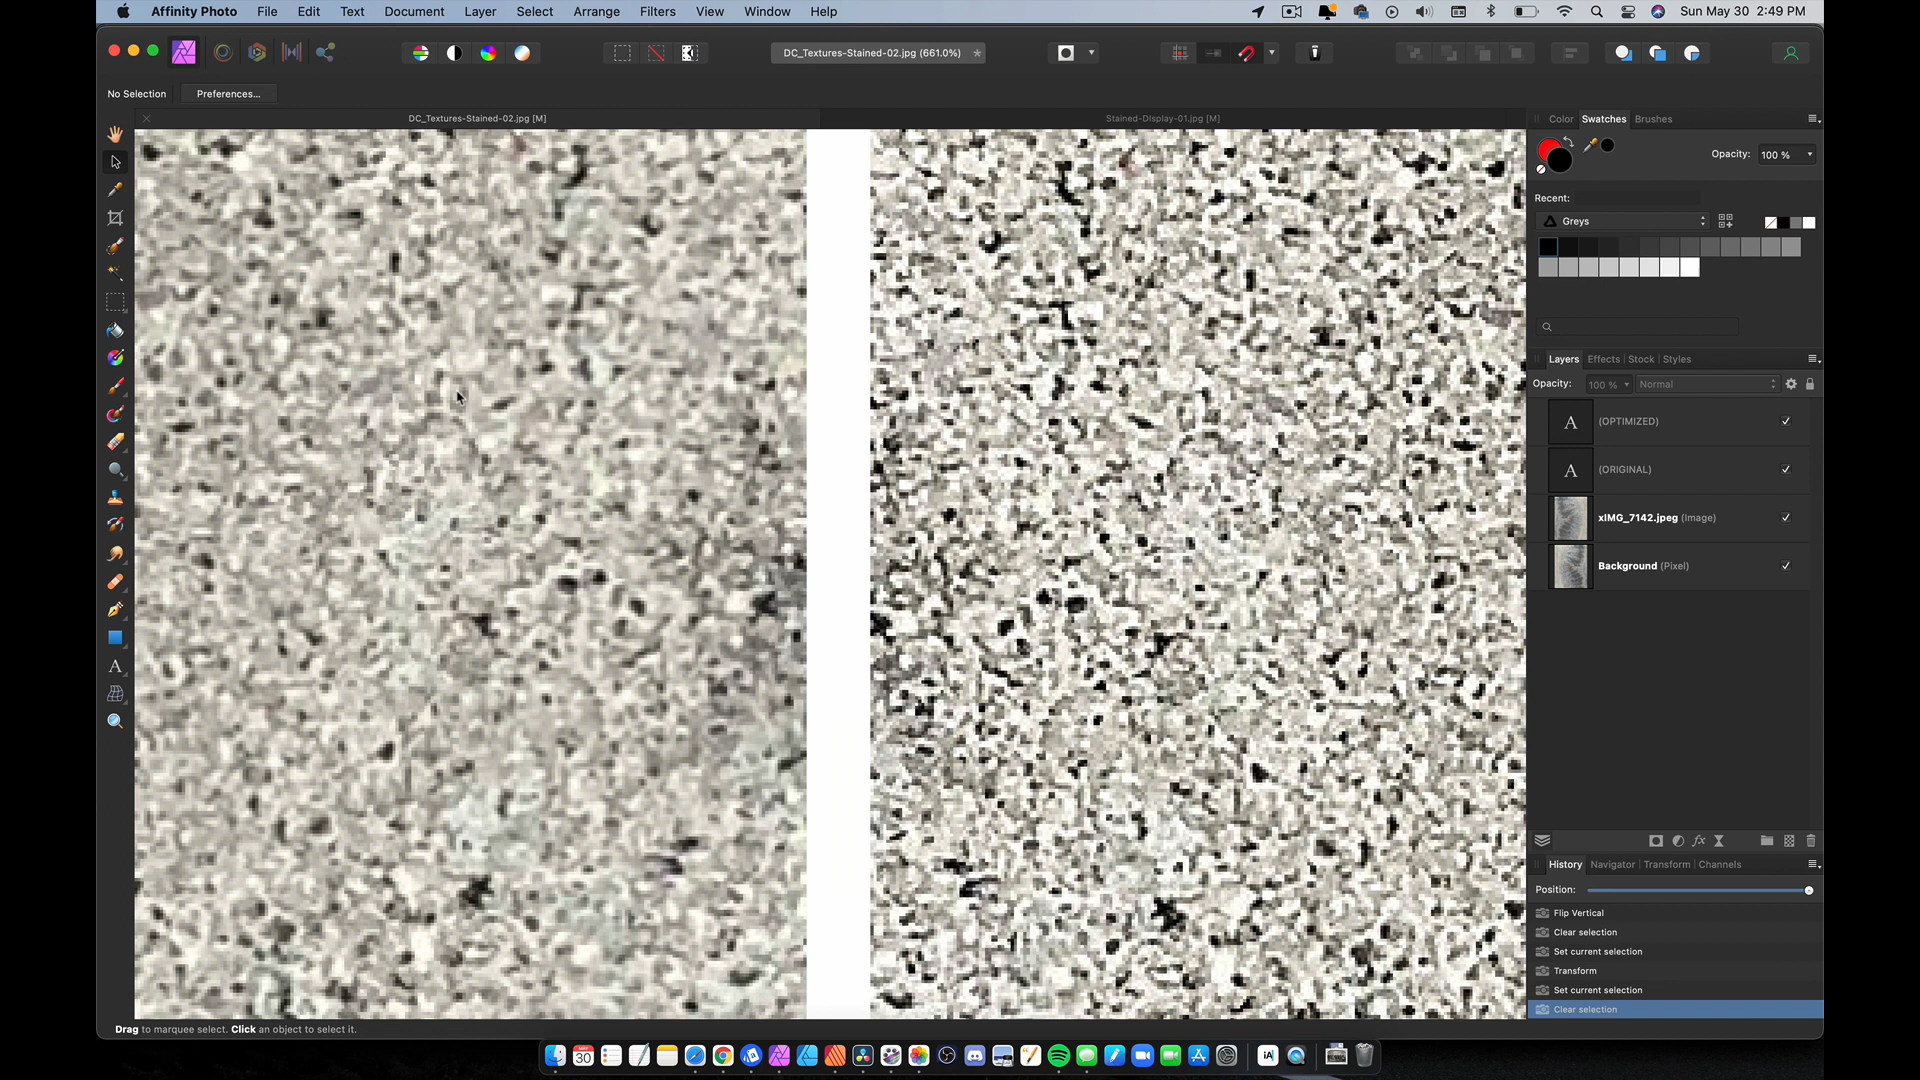 Affinity Photo File Edit Text Document Layer Select Arrange Filters View Window Help Sun May 30 2:49 PM
DC_Textures-Stained-02.jpg (661.0%)
No Selection Preferences...
DC_Textures-Stained-02.jpg [M] Stained-Display-01.jpg [M]
Color Swatches Brushes
Opacity: 100 %
Recent:
Greys
Layers Effects Stock Styles
Opacity: 100 % Normal
A (OPTIMIZED)
A (ORIGINAL)
xIMG_7142.jpeg (Image)
Background (Pixel)
History Navigator Transform Channels
Position:
Flip Vertical
Clear selection
Set current selection
Transform
Set current selection
Clear selection
Drag to marquee select. Click an object to select it.
30
iA